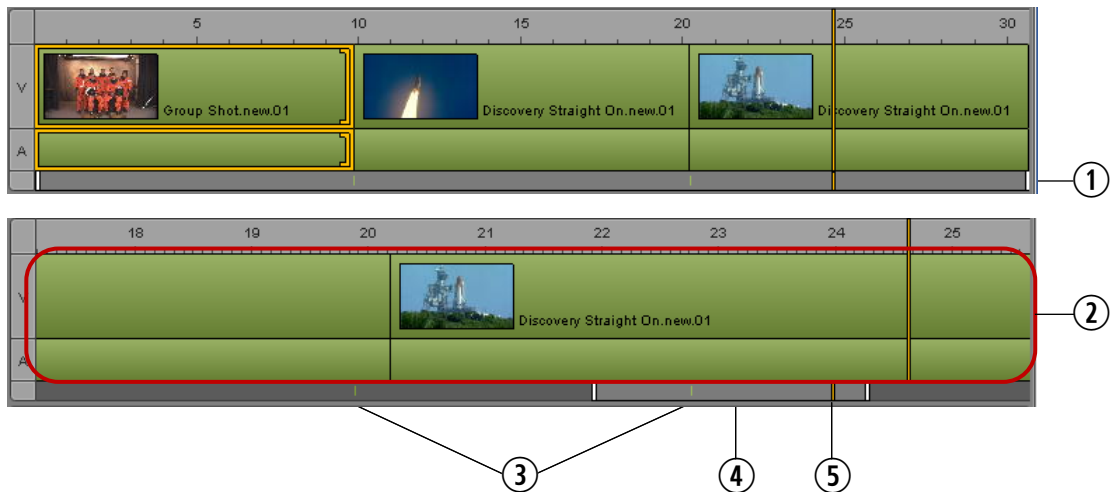 5 10 15 20 25 30
V
Group Shot.new.01 Discovery Straight On.new.01 Discovery Straight On.new.01
A
1
18 19 20 21 22 23 24 25
V
Discovery Straight On.new.01
2
A
3 4 5